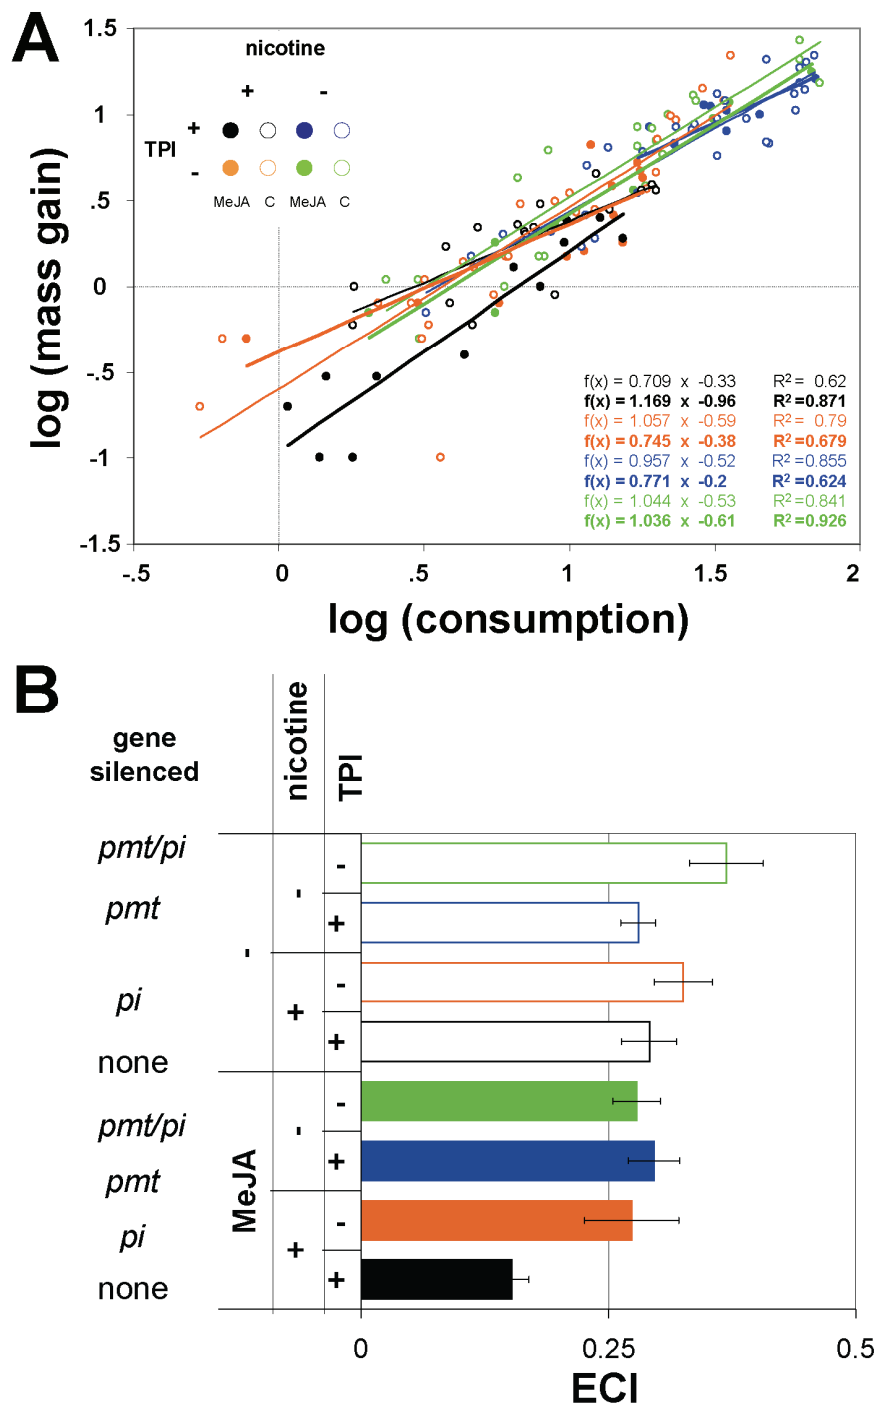 A
nicotine
+ -
TPI
+
-
MeJA C MeJA C
log (mass gain)
1.5
1
.5
0
-.5
-1
-1.5
f(x) = 0.709 x -0.33 R²= 0.62
f(x) = 1.169 x -0.96 R²=0.871
f(x) = 1.057 x -0.59 R²= 0.79
f(x) = 0.745 x -0.38 R²=0.679
f(x) = 0.957 x -0.52 R²=0.855
f(x) = 0.771 x -0.2 R²=0.624
f(x) = 1.044 x -0.53 R²=0.841
f(x) = 1.036 x -0.61 R²=0.926
-.5 0 .5 1 1.5 2
log (consumption)
B
gene
silenced
nicotine
TPI
pmt/pi
-
-
pmt
+
-
pi
-
+
none
+
pmt/pi
-
-
pmt
+
MeJA
pi
-
+
none
+
0 0.25 0.5
ECI